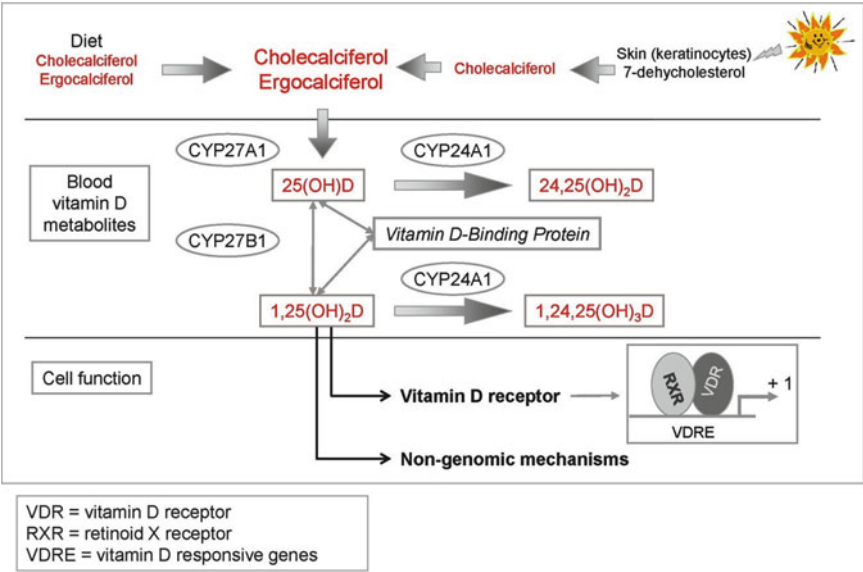 Diet
Cholecalciferol
Ergocalciferol
Cholecalciferol
Ergocalciferol
Cholecalciferol
Skin (keratinocytes)
7-dehycholesterol
Blood
vitamin D
metabolites
CYP27A1
CYP24A1
25(OH)D
24,25(OH)₂D
CYP27B1
Vitamin D-Binding Protein
CYP24A1
1,25(OH)₂D
1,24,25(OH)₃D
Cell function
Vitamin D receptor
RXR
VDR
+ 1
VDRE
Non-genomic mechanisms
VDR = vitamin D receptor
RXR = retinoid X receptor
VDRE = vitamin D responsive genes